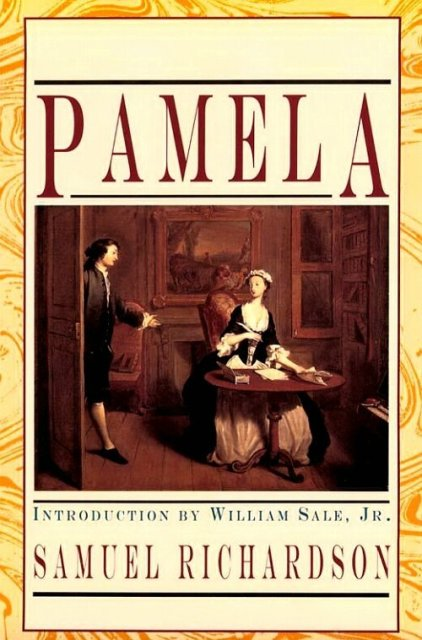 PAMELA
INTRODUCTION BY WILLIAM SALE, JR.
SAMUEL RICHARDSON